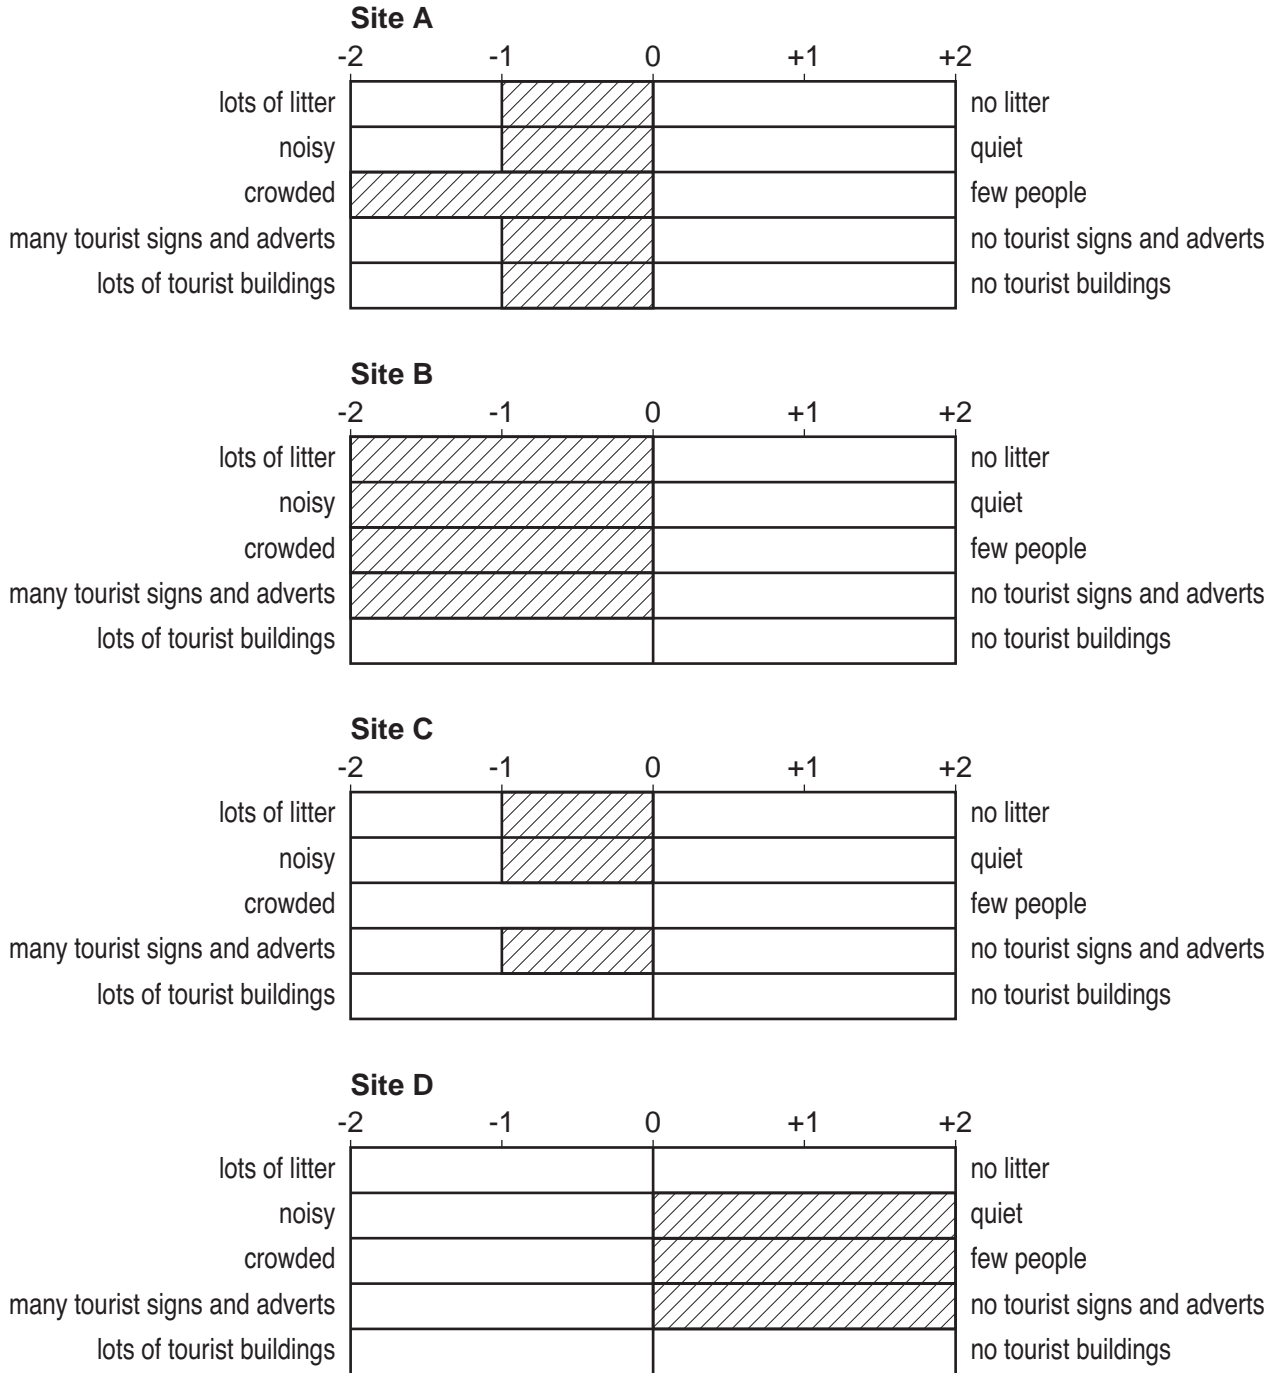 Site A
-2 -1 0 +1 +2
lots of litter no litter
noisy quiet
crowded few people
many tourist signs and adverts no tourist signs and adverts
lots of tourist buildings no tourist buildings
Site B
-2 -1 0 +1 +2
lots of litter no litter
noisy quiet
crowded few people
many tourist signs and adverts no tourist signs and adverts
lots of tourist buildings no tourist buildings
Site C
-2 -1 0 +1 +2
lots of litter no litter
noisy quiet
crowded few people
many tourist signs and adverts no tourist signs and adverts
lots of tourist buildings no tourist buildings
Site D
-2 -1 0 +1 +2
lots of litter no litter
noisy quiet
crowded few people
many tourist signs and adverts no tourist signs and adverts
lots of tourist buildings no tourist buildings